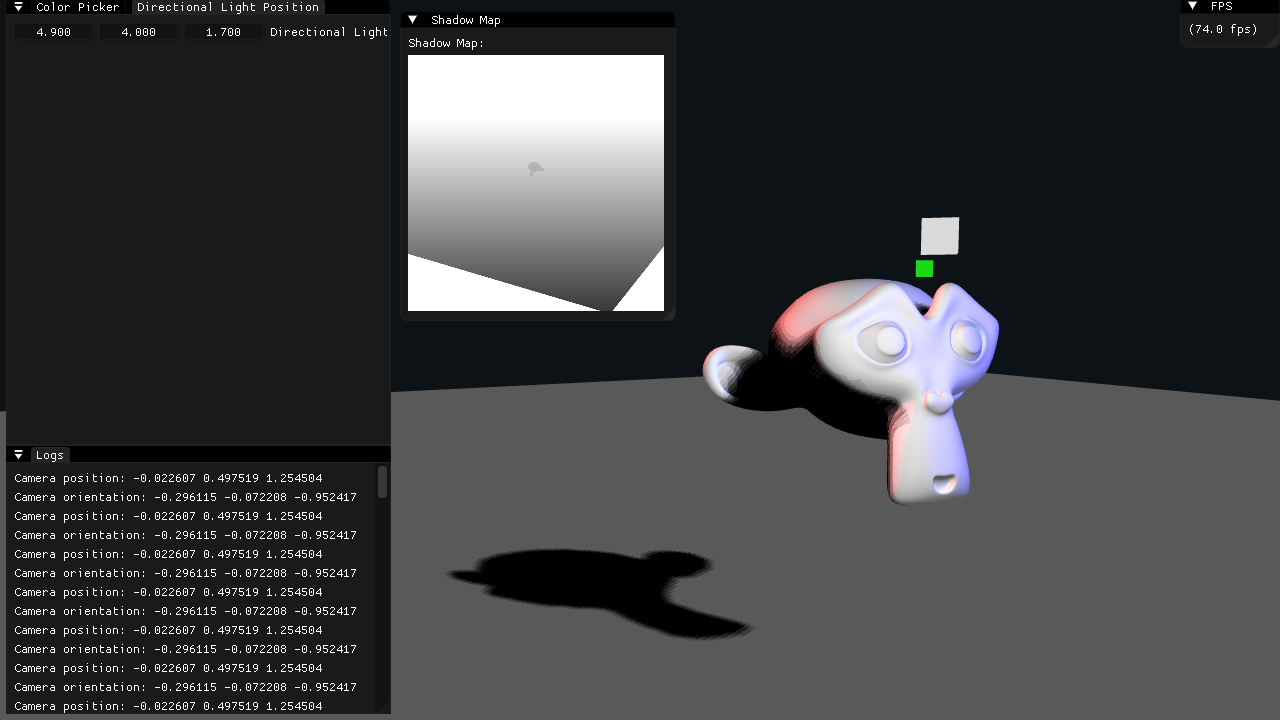 Color Picker
Directional Light Position
4.900 4.000 1.700 Directional Light
Shadow Map
Shadow Map:
FPS
(74.0 fps)
Logs
Camera position: -0.022607 0.497519 1.254504
Camera orientation: -0.296115 -0.072208 -0.952417
Camera position: -0.022607 0.497519 1.254504
Camera orientation: -0.296115 -0.072208 -0.952417
Camera position: -0.022607 0.497519 1.254504
Camera orientation: -0.296115 -0.072208 -0.952417
Camera position: -0.022607 0.497519 1.254504
Camera orientation: -0.296115 -0.072208 -0.952417
Camera position: -0.022607 0.497519 1.254504
Camera orientation: -0.296115 -0.072208 -0.952417
Camera position: -0.022607 0.497519 1.254504
Camera orientation: -0.296115 -0.072208 -0.952417
Camera position: -0.022607 0.497519 1.254504